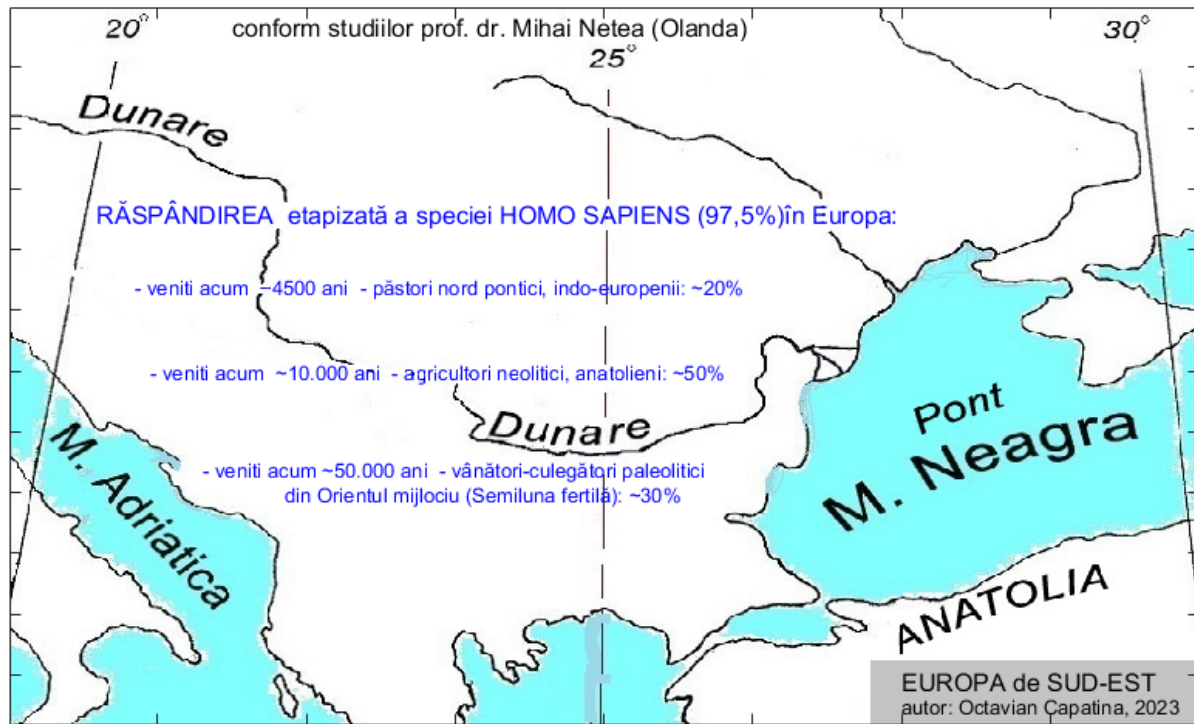 conform studiilor prof. dr. Mihai Netea (Olanda)
20°
25°
30°
Dunare
RĂSPÂNDIREA etapizată a speciei HOMO SAPIENS (97,5%)în Europa:
- veniti acum ~4500 ani - păstori nord pontici, indo-europenii: ~20%
- veniti acum ~10.000 ani - agricultori neolitici, anatolieni: ~50%
Pont
M. Neagra
Dunare
M. Adriatica
- veniti acum ~50.000 ani - vânători-culegători paleolitici
din Orientul mijlociu (Semiluna fertilă): ~30%
ANATOLIA
EUROPA de SUD-EST
autor: Octavian Capatina, 2023